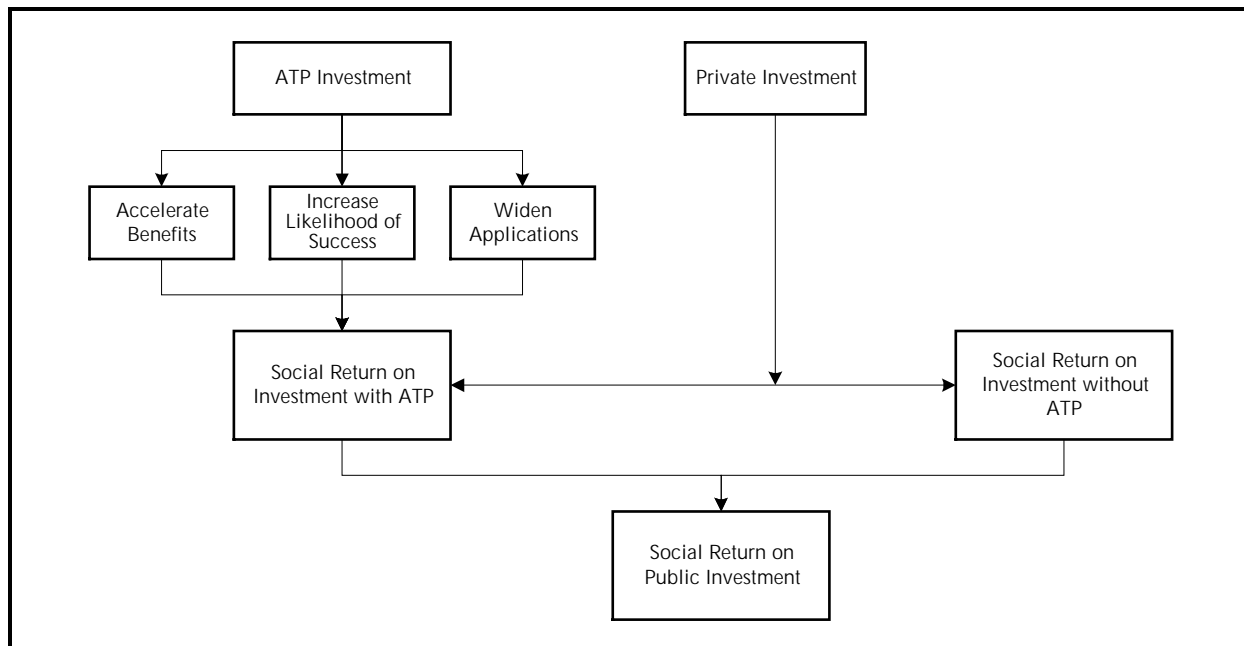 ATP Investment
Private Investment
Accelerate
Benefits
Increase
Likelihood of
Success
Widen
Applications
Social Return on
Investment with ATP
Social Return on
Investment without
ATP
Social Return on
Public Investment